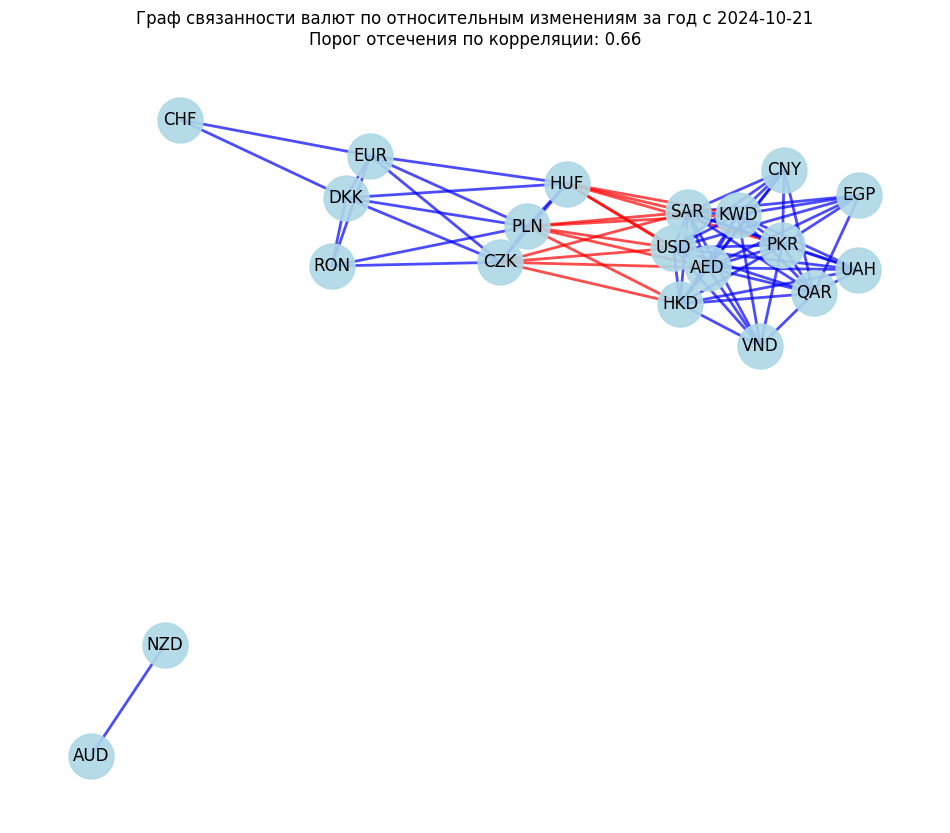 Граф связанности валют по относительным изменениям за год с 2024-10-21
Порог отсечения по корреляции: 0.66
CHF
EUR
DKK
RON
HUF
PLN
CZK
SAR
KWD
CNY
EGP
USD
AED
PKR
UAH
HKD
QAR
VND
NZD
AUD